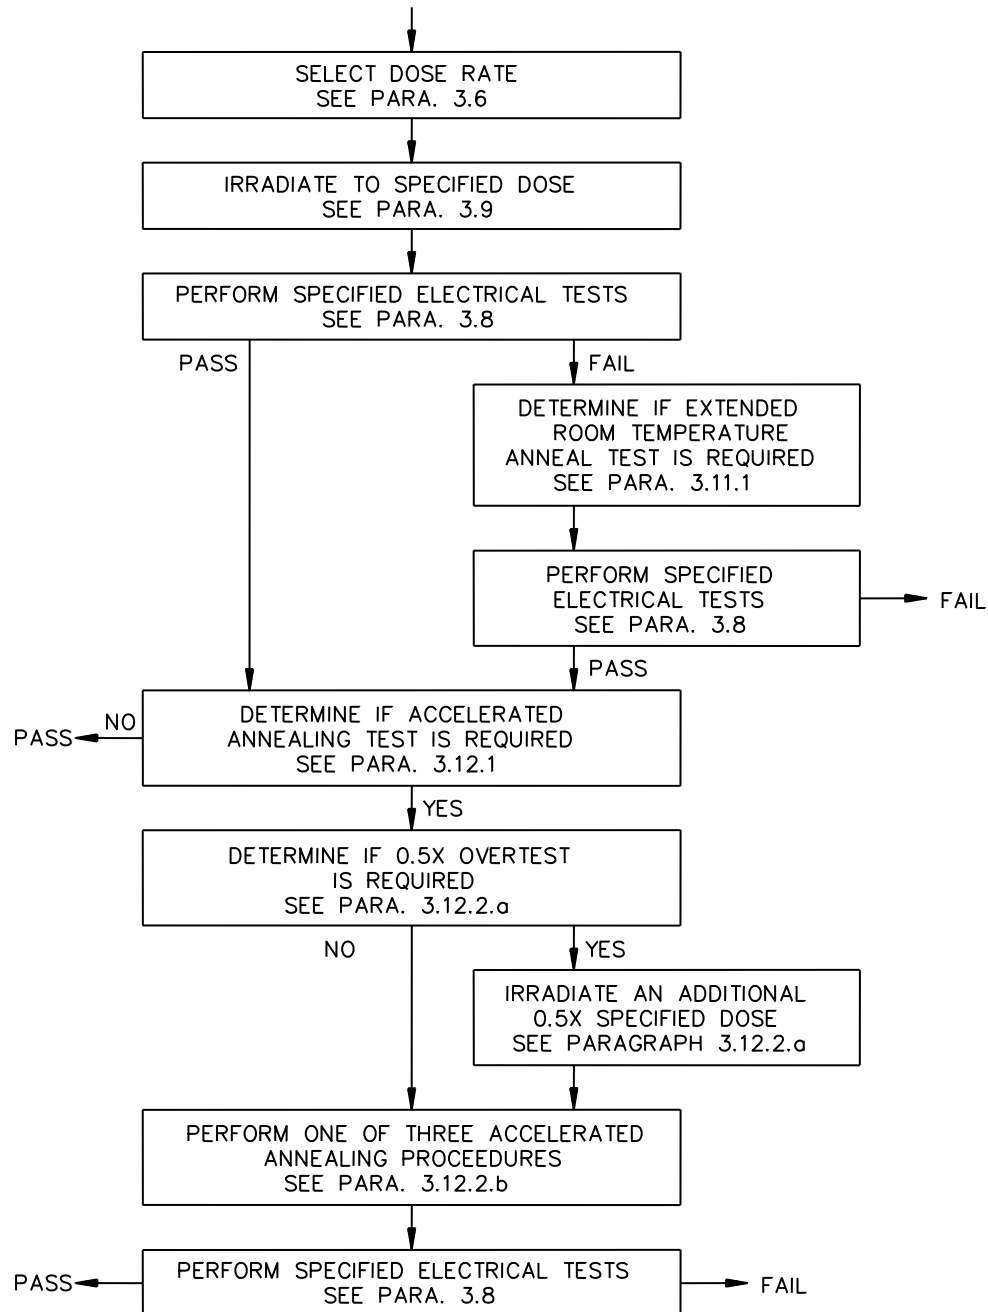 SELECT DOSE RATE
SEE PARA. 3.6
IRRADIATE TO SPECIFIED DOSE
SEE PARA. 3.9
PERFORM SPECIFIED ELECTRICAL TESTS
SEE PARA. 3.8
PASS
FAIL
DETERMINE IF EXTENDED
ROOM TEMPERATURE
ANNEAL TEST IS REQUIRED
SEE PARA. 3.11.1
PERFORM SPECIFIED
ELECTRICAL TESTS
SEE PARA. 3.8
FAIL
PASS
DETERMINE IF ACCELERATED
ANNEALING TEST IS REQUIRED
SEE PARA. 3.12.1
NO
PASS
YES
DETERMINE IF 0.5X OVERTEST
IS REQUIRED
SEE PARA. 3.12.2.a
NO
YES
IRRADIATE AN ADDITIONAL
0.5X SPECIFIED DOSE
SEE PARAGRAPH 3.12.2.a
PERFORM ONE OF THREE ACCELERATED
ANNEALING PROCEEDURES
SEE PARA. 3.12.2.b
PERFORM SPECIFIED ELECTRICAL TESTS
SEE PARA. 3.8
PASS
FAIL